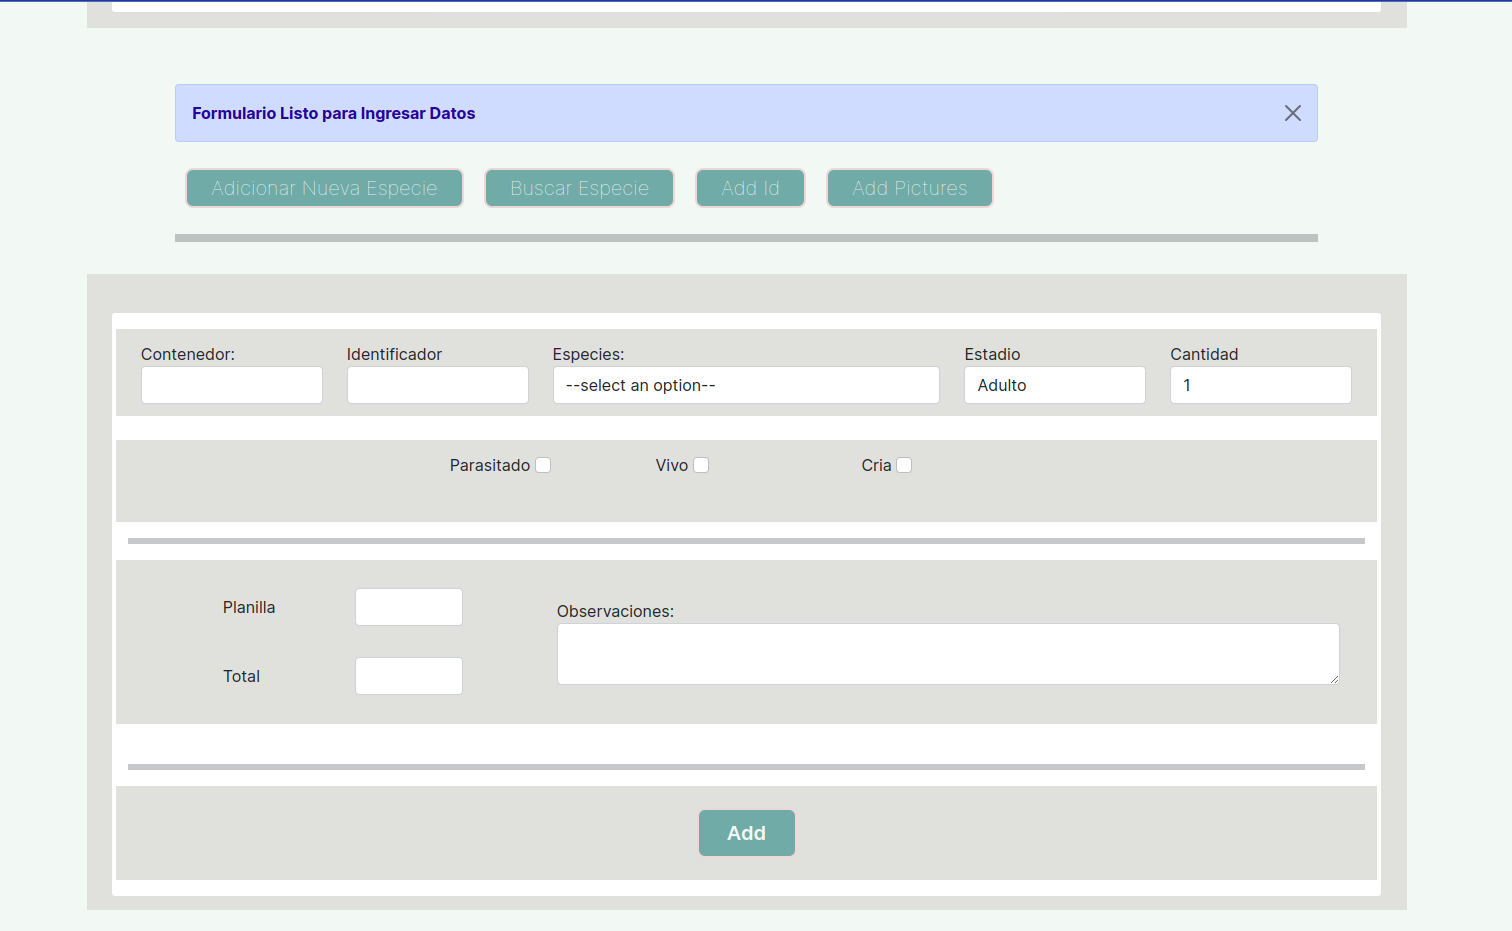 Formulario Listo para Ingresar Datos
Adicionar Nueva Especie Buscar Especie Add Id Add Pictures
Contenedor: Identificador Especies: Estadio Cantidad
--select an option-- Adulto 1
Parasitado Vivo Cria
Planilla
Observaciones:
Total
Add